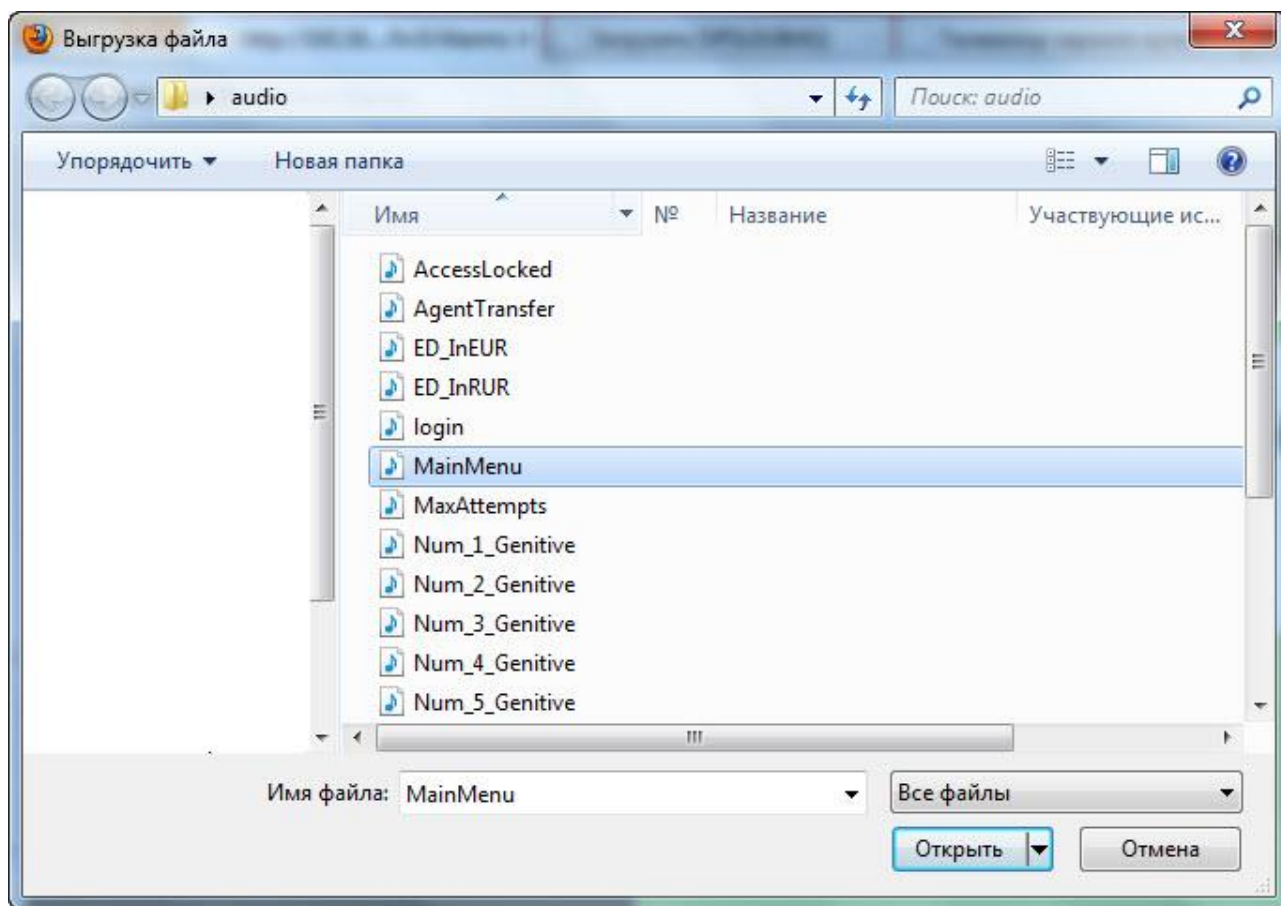 Выгрузка файла
audio
Поиск: audio
Упорядочить Новая папка
Имя № Название Участвующие ис...
AccessLocked
AgentTransfer
ED_InEUR
ED_InRUR
login
MainMenu
MaxAttempts
Num_1_Genitive
Num_2_Genitive
Num_3_Genitive
Num_4_Genitive
Num_5_Genitive
Имя файла: MainMenu Все файлы
Открыть Отмена